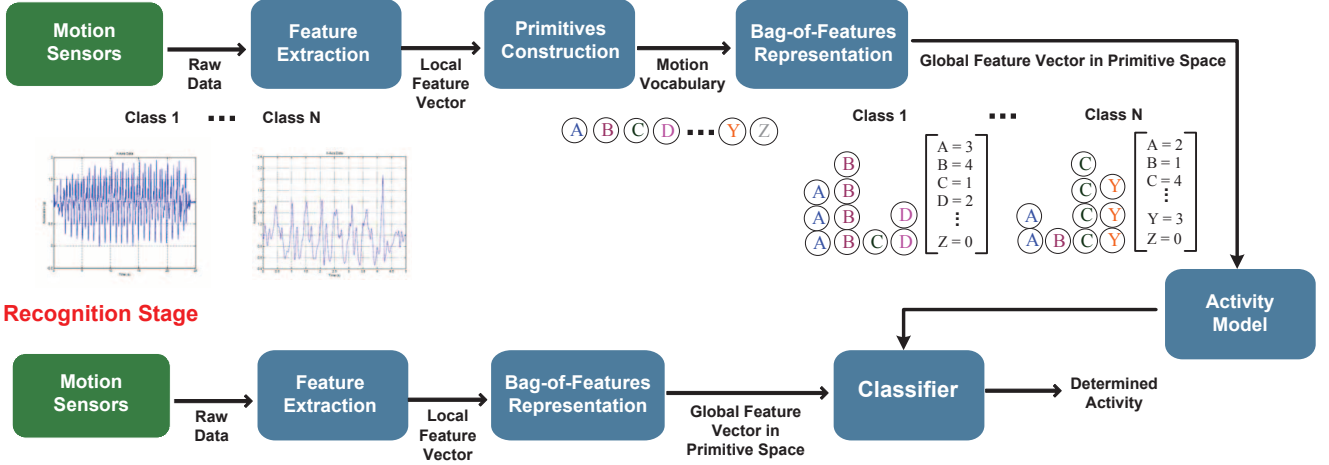 Motion
Sensors
Raw
Data
Feature
Extraction
Local
Feature
Vector
Primitives
Construction
Motion
Vocabulary
Bag-of-Features
Representation
Global Feature Vector in Primitive Space
Class 1 ... Class N
A B C D ... Y Z
Class 1 ... Class N
B
A B
A B D
A B C D
A = 3
B = 4
C = 1
D = 2
⋮
Z = 0
C
C Y
A C Y
A B C Y
A = 2
B = 1
C = 4
⋮
Y = 3
Z = 0
Activity
Model
Recognition Stage
Motion
Sensors
Raw
Data
Feature
Extraction
Local
Feature
Vector
Bag-of-Features
Representation
Global Feature
Vector in
Primitive Space
Classifier
Determined
Activity